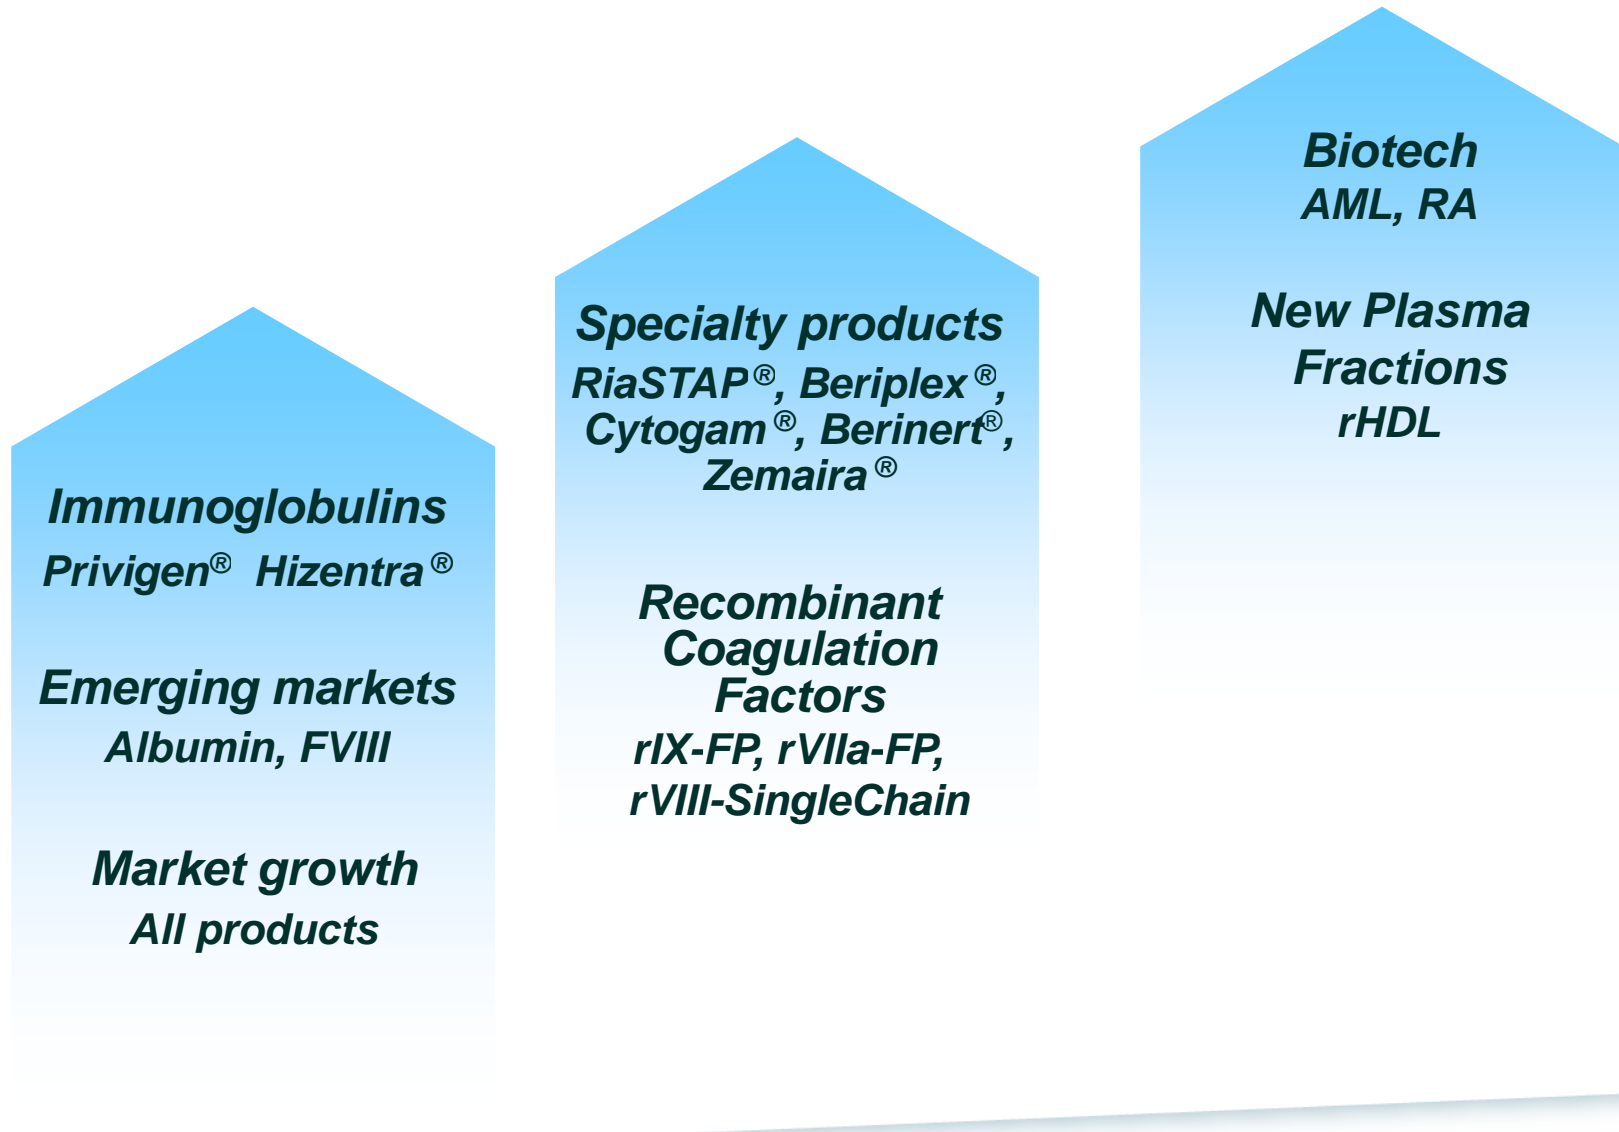 Immunoglobulins
Privigen® Hizentra®
Emerging markets
Albumin, FVIII
Market growth
All products
Specialty products
RiaSTAP®, Beriplex®,
Cytogam®, Berinert®,
Zemaira®
Recombinant
Coagulation
Factors
rIX-FP, rVIIa-FP,
rVIII-SingleChain
Biotech
AML, RA
New Plasma
Fractions
rHDL